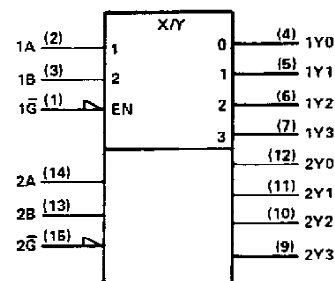 X/Y
1A (2) 1 0 (4) 1Y0
1B (3) 2 1 (5) 1Y1
1G̅ (1) EN 2 (6) 1Y2
3 (7) 1Y3
(12) 2Y0
2A (14) (11) 2Y1
2B (13) (10) 2Y2
2G̅ (15) (9) 2Y3